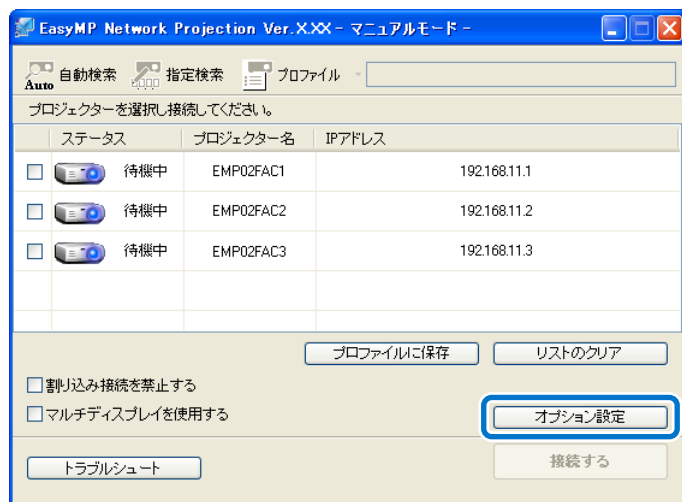 EasyMP Network Projection Ver.X.XX - マニュアルモード -
Auto 自動検索 指定検索 プロファイル
プロジェクターを選択し接続してください。
ステータス プロジェクター名 IPアドレス
待機中 EMP02FAC1 192.168.11.1
待機中 EMP02FAC2 192.168.11.2
待機中 EMP02FAC3 192.168.11.3
プロファイルに保存 リストのクリア
割り込み接続を禁止する
マルチディスプレイを使用する オプション設定
トラブルシュート 接続する